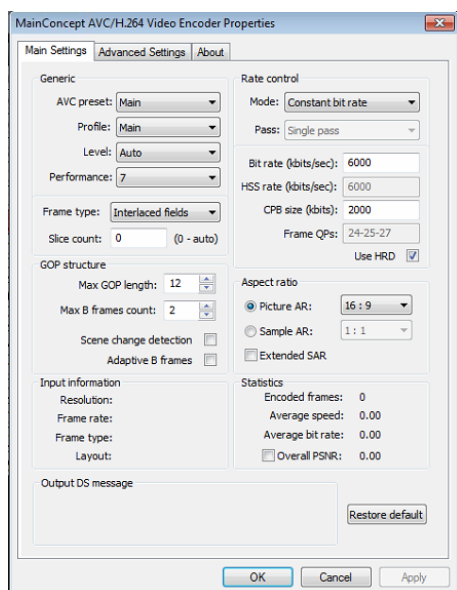 MainConcept AVC/H.264 Video Encoder Properties
Main Settings Advanced Settings About
Generic
AVC preset: Main
Profile: Main
Level: Auto
Performance: 7
Frame type: Interlaced fields
Slice count: 0 (0 - auto)
GOP structure
Max GOP length: 12
Max B frames count: 2
Scene change detection
Adaptive B frames
Input information
Resolution:
Frame rate:
Frame type:
Layout:
Rate control
Mode: Constant bit rate
Pass: Single pass
Bit rate (kbits/sec): 6000
HSS rate (kbits/sec): 6000
CPB size (kbits): 2000
Frame QPs: 24-25-27
Use HRD
Aspect ratio
Picture AR: 16 : 9
Sample AR: 1 : 1
Extended SAR
Statistics
Encoded frames: 0
Average speed: 0.00
Average bit rate: 0.00
Overall PSNR: 0.00
Output DS message
Restore default
OK Cancel Apply